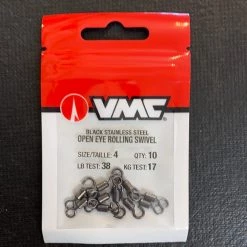 VMC
BLACK STAINLESS STEEL
OPEN EYE ROLLING SWIVEL
SIZE/TAILLE: 4 QTY: 10
LB TEST: 38 KG TEST: 17